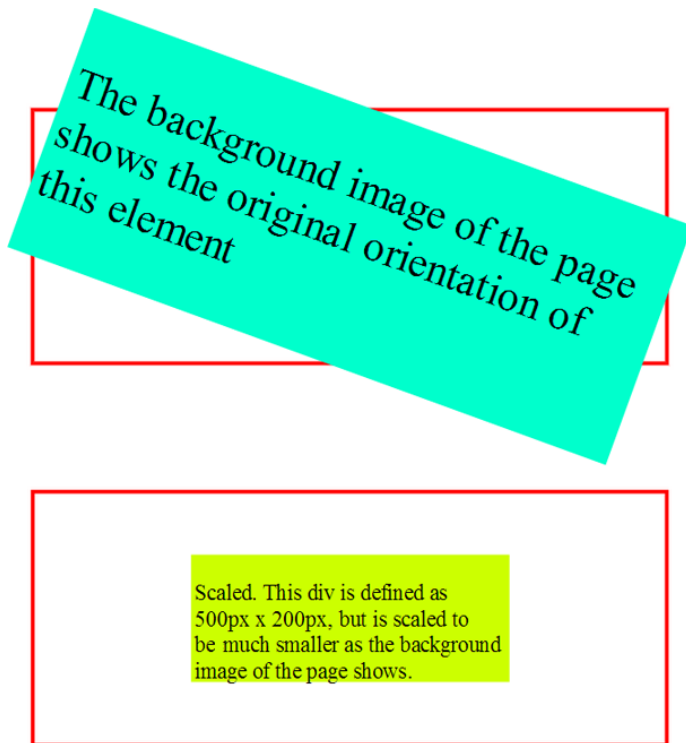 The background image of the page
shows the original orientation of
this element
Scaled. This div is defined as
500px x 200px, but is scaled to
be much smaller as the background
image of the page shows.